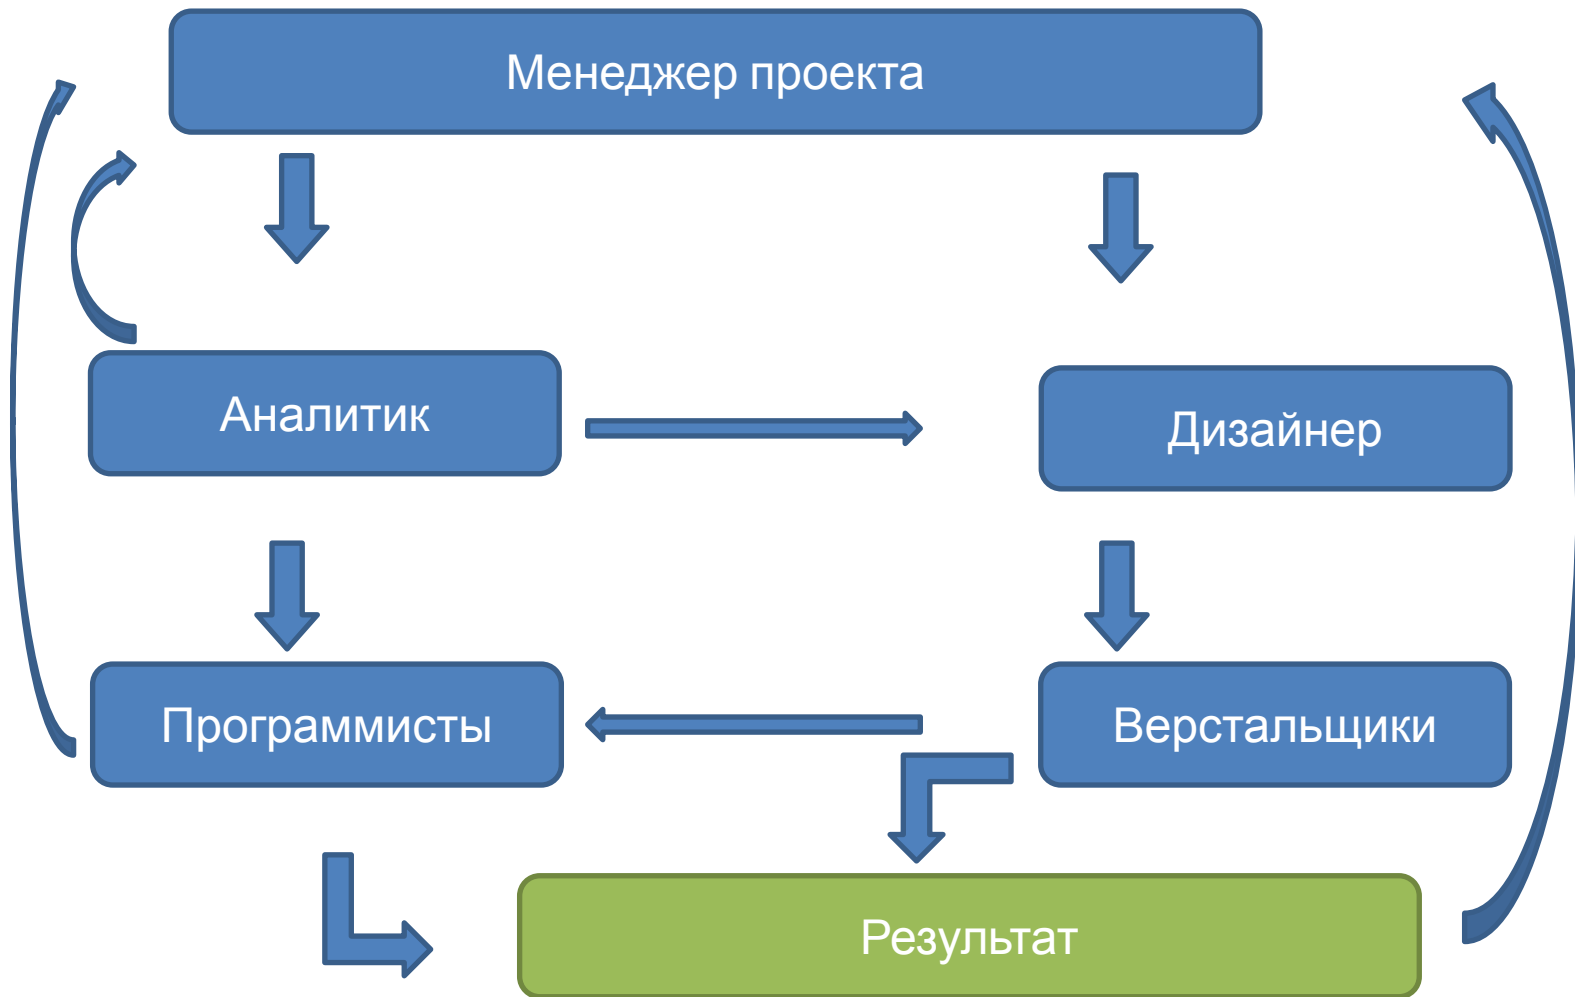 Менеджер проекта
Аналитик
Дизайнер
Программисты
Верстальщики
Результат